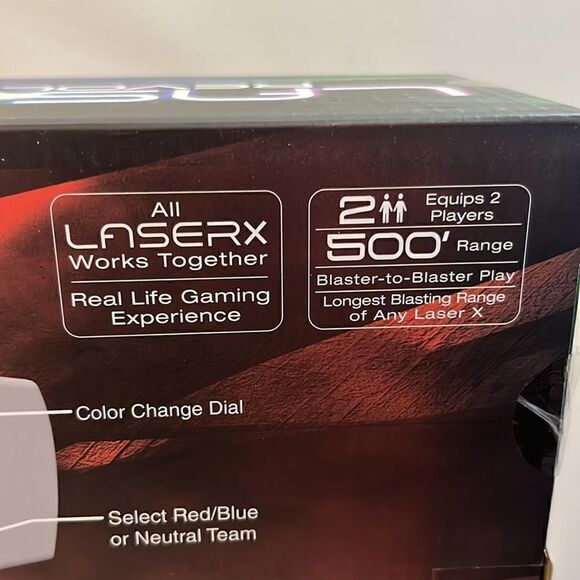 All
LASERX
Works Together
Real Life Gaming
Experience
2 Equips 2
Players
500' Range
Blaster-to-Blaster Play
Longest Blasting Range
of Any Laser X
Color Change Dial
Select Red/Blue
or Neutral Team